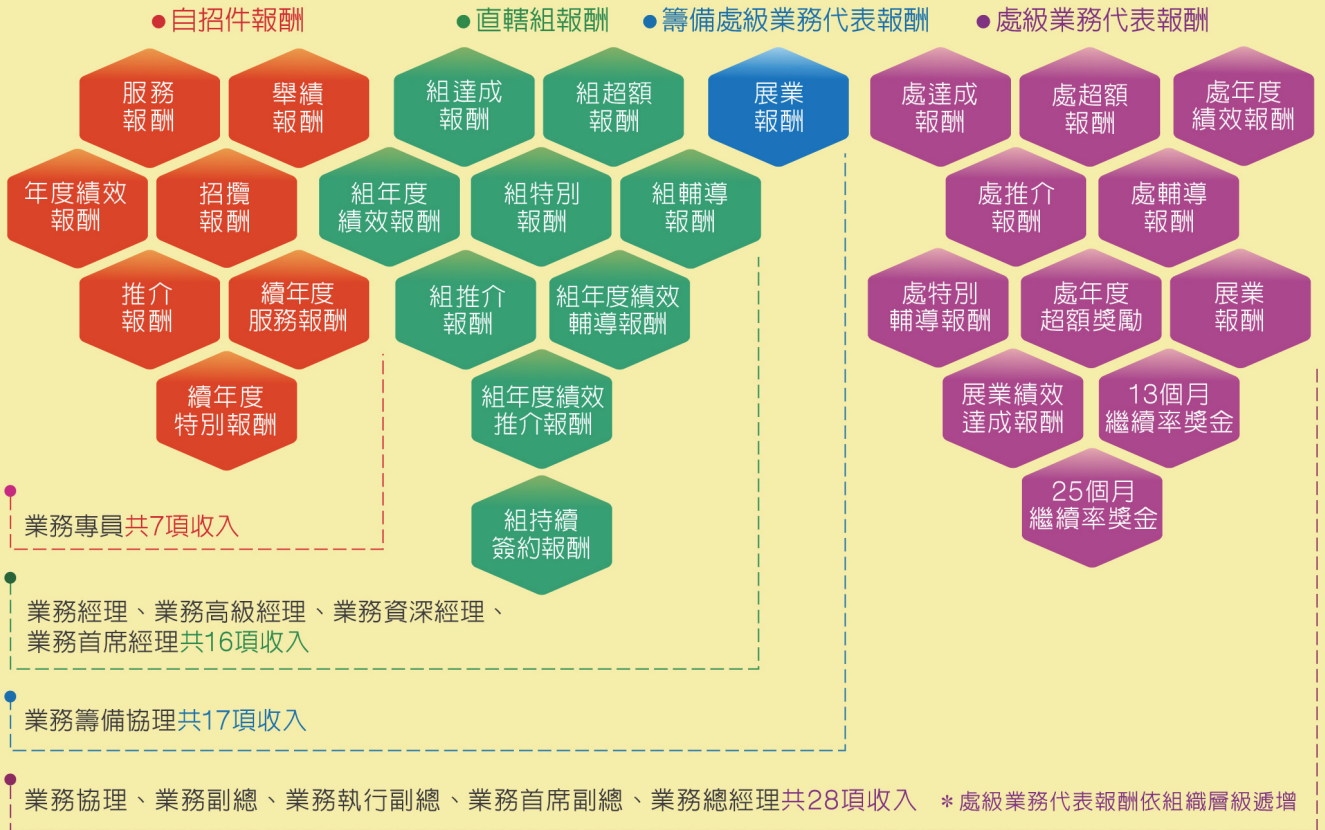 ●自招件報酬
●直轄組報酬
●籌備處級業務代表報酬
●處級業務代表報酬
服務
報酬
舉績
報酬
年度績效
報酬
招攬
報酬
推介
報酬
續年度
服務報酬
續年度
特別報酬
組達成
報酬
組超額
報酬
組年度
績效報酬
組特別
報酬
組輔導
報酬
組推介
報酬
組年度績效
輔導報酬
組年度績效
推介報酬
組持續
簽約報酬
展業
報酬
處達成
報酬
處超額
報酬
處年度
績效報酬
處推介
報酬
處輔導
報酬
處特別
輔導報酬
處年度
超額獎勵
展業
報酬
展業績效
達成報酬
13個月
繼續率獎金
25個月
繼續率獎金
業務專員共7項收入
業務經理、業務高級經理、業務資深經理、
業務首席經理共16項收入
業務籌備協理共17項收入
業務協理、業務副總、業務執行副總、業務首席副總、業務總經理共28項收入 ＊處級業務代表報酬依組織層級遞增